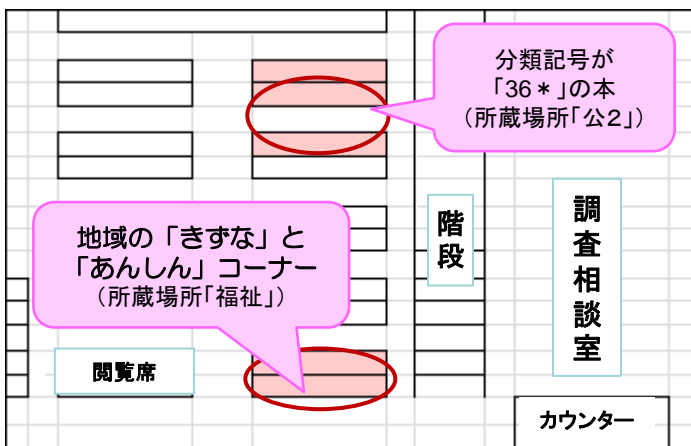 分類記号が
「36＊」の本
（所蔵場所「公2」）
地域の「きずな」と
「あんしん」コーナー
（所蔵場所「福祉」）
階段
調査相談室
閲覧席
カウンター